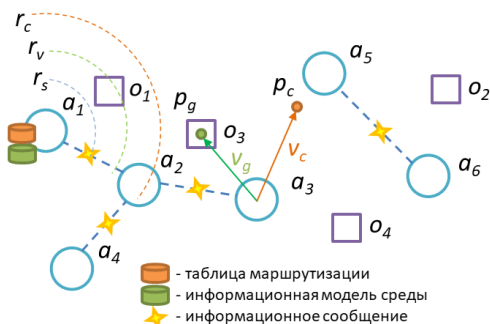 r_c
r_v
r_s
a_1
o_1
p_g
o_3
p_c
a_5
o_2
a_2
v_g
v_c
a_3
a_6
a_4
o_4
- таблица маршрутизации
- информационная модель среды
- информационное сообщение